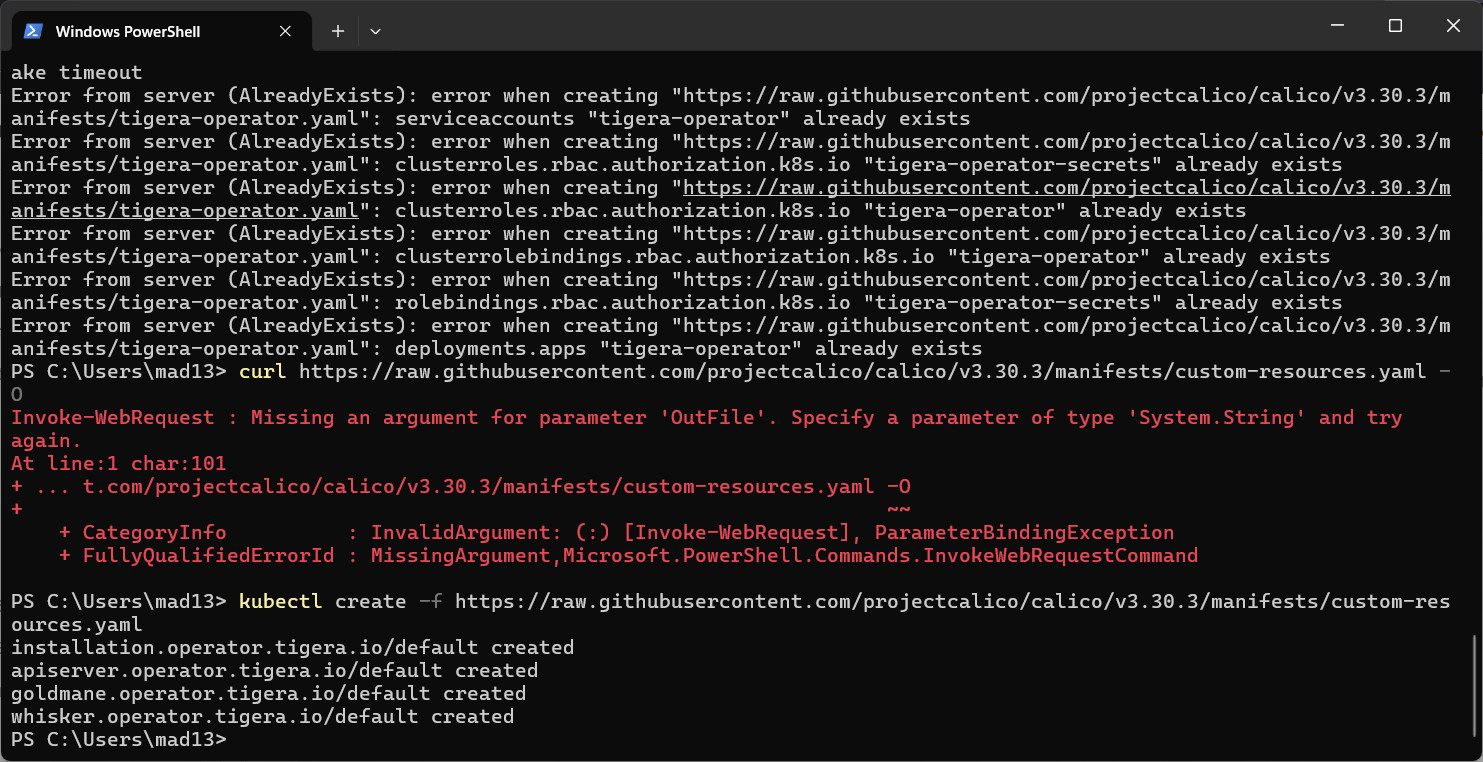 Windows PowerShell
ake timeout
Error from server (AlreadyExists): error when creating "https://raw.githubusercontent.com/projectcalico/calico/v3.30.3/m
anifests/tigera-operator.yaml": serviceaccounts "tigera-operator" already exists
Error from server (AlreadyExists): error when creating "https://raw.githubusercontent.com/projectcalico/calico/v3.30.3/m
anifests/tigera-operator.yaml": clusterroles.rbac.authorization.k8s.io "tigera-operator-secrets" already exists
Error from server (AlreadyExists): error when creating "https://raw.githubusercontent.com/projectcalico/calico/v3.30.3/m
anifests/tigera-operator.yaml": clusterroles.rbac.authorization.k8s.io "tigera-operator" already exists
Error from server (AlreadyExists): error when creating "https://raw.githubusercontent.com/projectcalico/calico/v3.30.3/m
anifests/tigera-operator.yaml": clusterrolebindings.rbac.authorization.k8s.io "tigera-operator" already exists
Error from server (AlreadyExists): error when creating "https://raw.githubusercontent.com/projectcalico/calico/v3.30.3/m
anifests/tigera-operator.yaml": rolebindings.rbac.authorization.k8s.io "tigera-operator-secrets" already exists
Error from server (AlreadyExists): error when creating "https://raw.githubusercontent.com/projectcalico/calico/v3.30.3/m
anifests/tigera-operator.yaml": deployments.apps "tigera-operator" already exists
PS C:\Users\mad13> curl https://raw.githubusercontent.com/projectcalico/calico/v3.30.3/manifests/custom-resources.yaml -
O
Invoke-WebRequest : Missing an argument for parameter 'OutFile'. Specify a parameter of type 'System.String' and try
again.
At line:1 char:101
+ ... t.com/projectcalico/calico/v3.30.3/manifests/custom-resources.yaml -O
+                                                                        ~~
    + CategoryInfo          : InvalidArgument: (:) [Invoke-WebRequest], ParameterBindingException
    + FullyQualifiedErrorId : MissingArgument,Microsoft.PowerShell.Commands.InvokeWebRequestCommand
PS C:\Users\mad13> kubectl create -f https://raw.githubusercontent.com/projectcalico/calico/v3.30.3/manifests/custom-res
ources.yaml
installation.operator.tigera.io/default created
apiserver.operator.tigera.io/default created
goldmane.operator.tigera.io/default created
whisker.operator.tigera.io/default created
PS C:\Users\mad13>